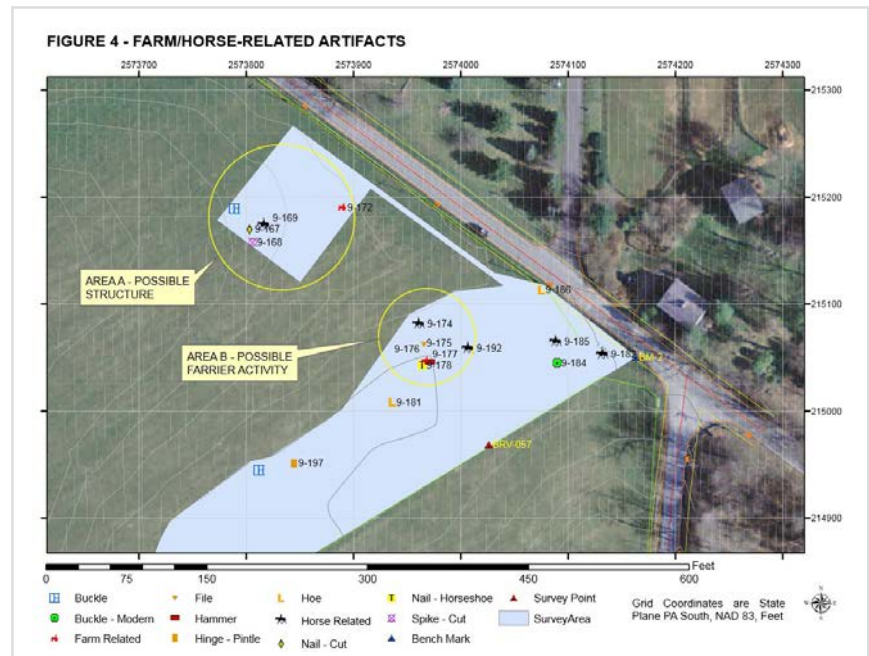 FIGURE 4 - FARM/HORSE-RELATED ARTIFACTS
2573700 2573800 2573900 2574000 2574100 2574200 2574300
215300
215200
215100
215000
214900
9-169
9-167
9-168
9-172
AREA A - POSSIBLE
STRUCTURE
9-186
9-174
9-175
9-176
9-177
9-178
9-192
9-185
9-184
BM-2
AREA B - POSSIBLE
FARRIER ACTIVITY
9-181
BRV-057
9-197
Feet
0 75 150 300 450 600
Buckle
File
Hoe
Nail - Horseshoe
Survey Point
Buckle - Modern
Hammer
Horse Related
Spike - Cut
SurveyArea
Farm Related
Hinge - Pintle
Nail - Cut
Bench Mark
Grid Coordinates are State
Plane PA South, NAD 83, Feet